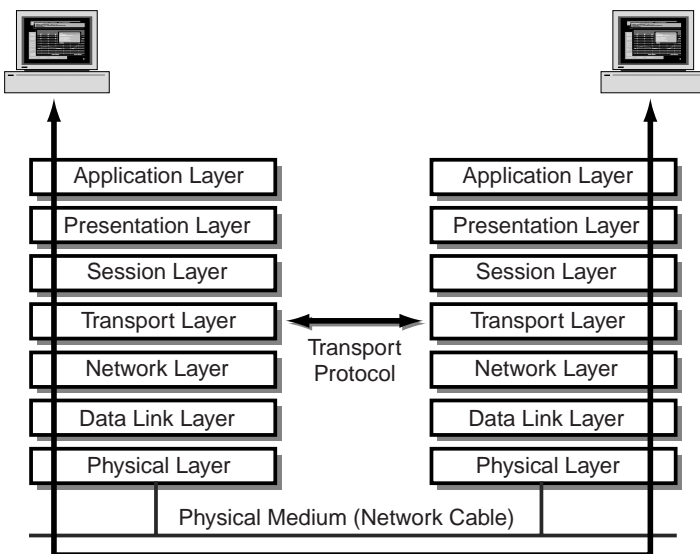 Application Layer
Presentation Layer
Session Layer
Transport Layer
Network Layer
Data Link Layer
Physical Layer
Transport
Protocol
Application Layer
Presentation Layer
Session Layer
Transport Layer
Network Layer
Data Link Layer
Physical Layer
Physical Medium (Network Cable)